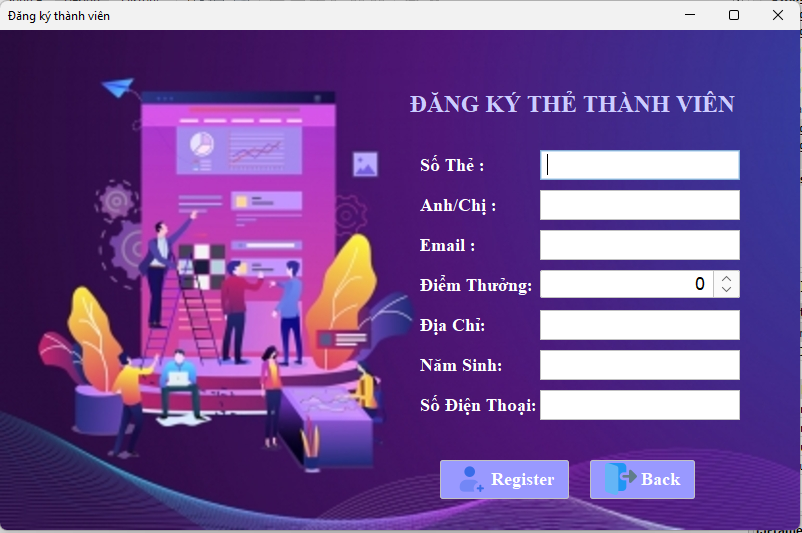 Đăng ký thành viên
ĐĂNG KÝ THẺ THÀNH VIÊN
Số Thẻ :
Anh/Chị :
Email :
Điểm Thưởng: 0
Địa Chỉ:
Năm Sinh:
Số Điện Thoại:
Register Back